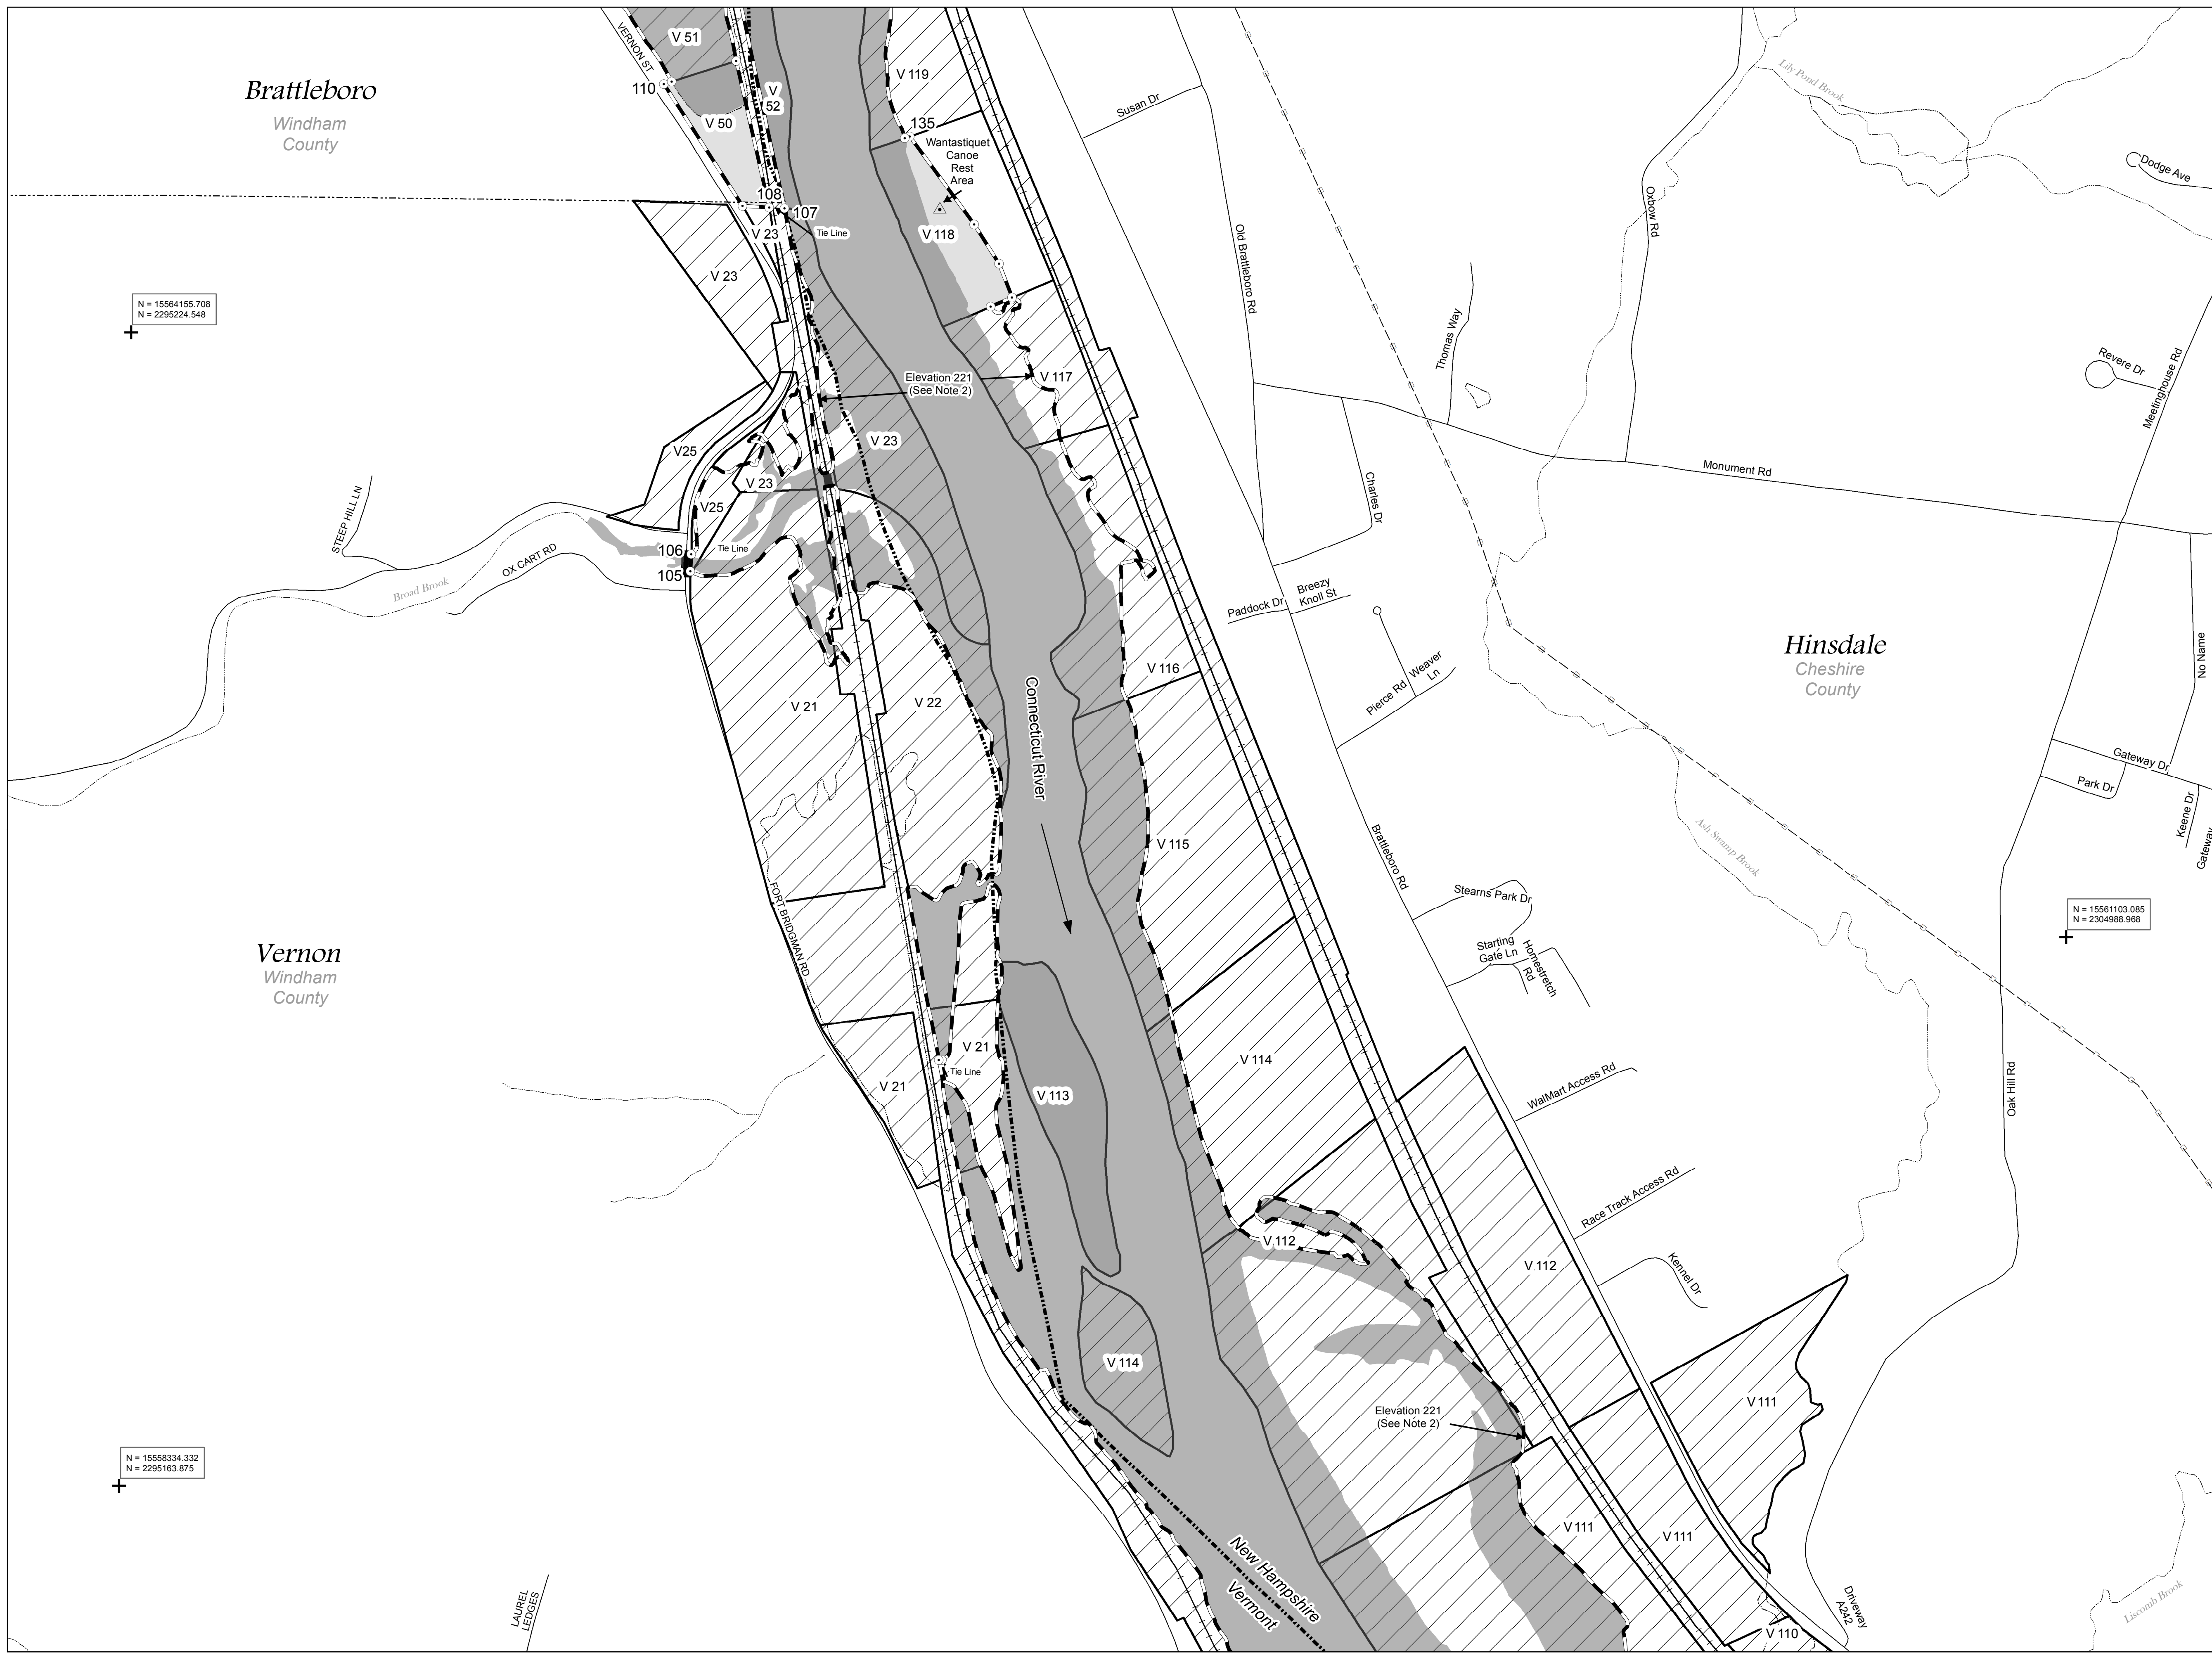 VERNON ST
V 51
110
V 50
V
52
V 119
135
Wantastiquet
Canoe
Rest
Area
V 118
Brattleboro
Windham
County
108
107
Tie Line
V 23
V 23
N = 15564155.708
N = 2295224.548
Susan Dr
Old Brattleboro Rd
Lily Pond Brook
Oxbow Rd
Dodge Ave
Thomas Way
Revere Dr
Meetinghouse Rd
Elevation 221
(See Note 2)
V 117
V 23
V25
V 23
V25
Tie Line
106
105
STEEP HILL LN
OX CART RD
Broad Brook
Charles Dr
Monument Rd
Paddock Dr
Breezy
Knoll St
Pierce Rd
Weaver
Ln
Hinsdale
Cheshire
County
No Name
V 116
V 21
V 22
Connecticut River
V 115
Brattleboro Rd
Gateway Dr
Park Dr
Keene Dr
Gateway
Ash Swamp Brook
Stearns Park Dr
Starting
Gate Ln
Homestretch
Rd
N = 15561103.085
N = 2304988.968
FORT BRIDGMAN RD
Vernon
Windham
County
V 21
Tie Line
V 21
V 113
V 114
WalMart Access Rd
Oak Hill Rd
Race Track Access Rd
V 112
V 112
Kennel Dr
V 114
Elevation 221
(See Note 2)
V 111
N = 15558334.332
N = 2295163.875
V 111
V 111
New Hampshire
Vermont
LAUREL
LEDGES
V 110
Driveway
A242
Liscomb Brook